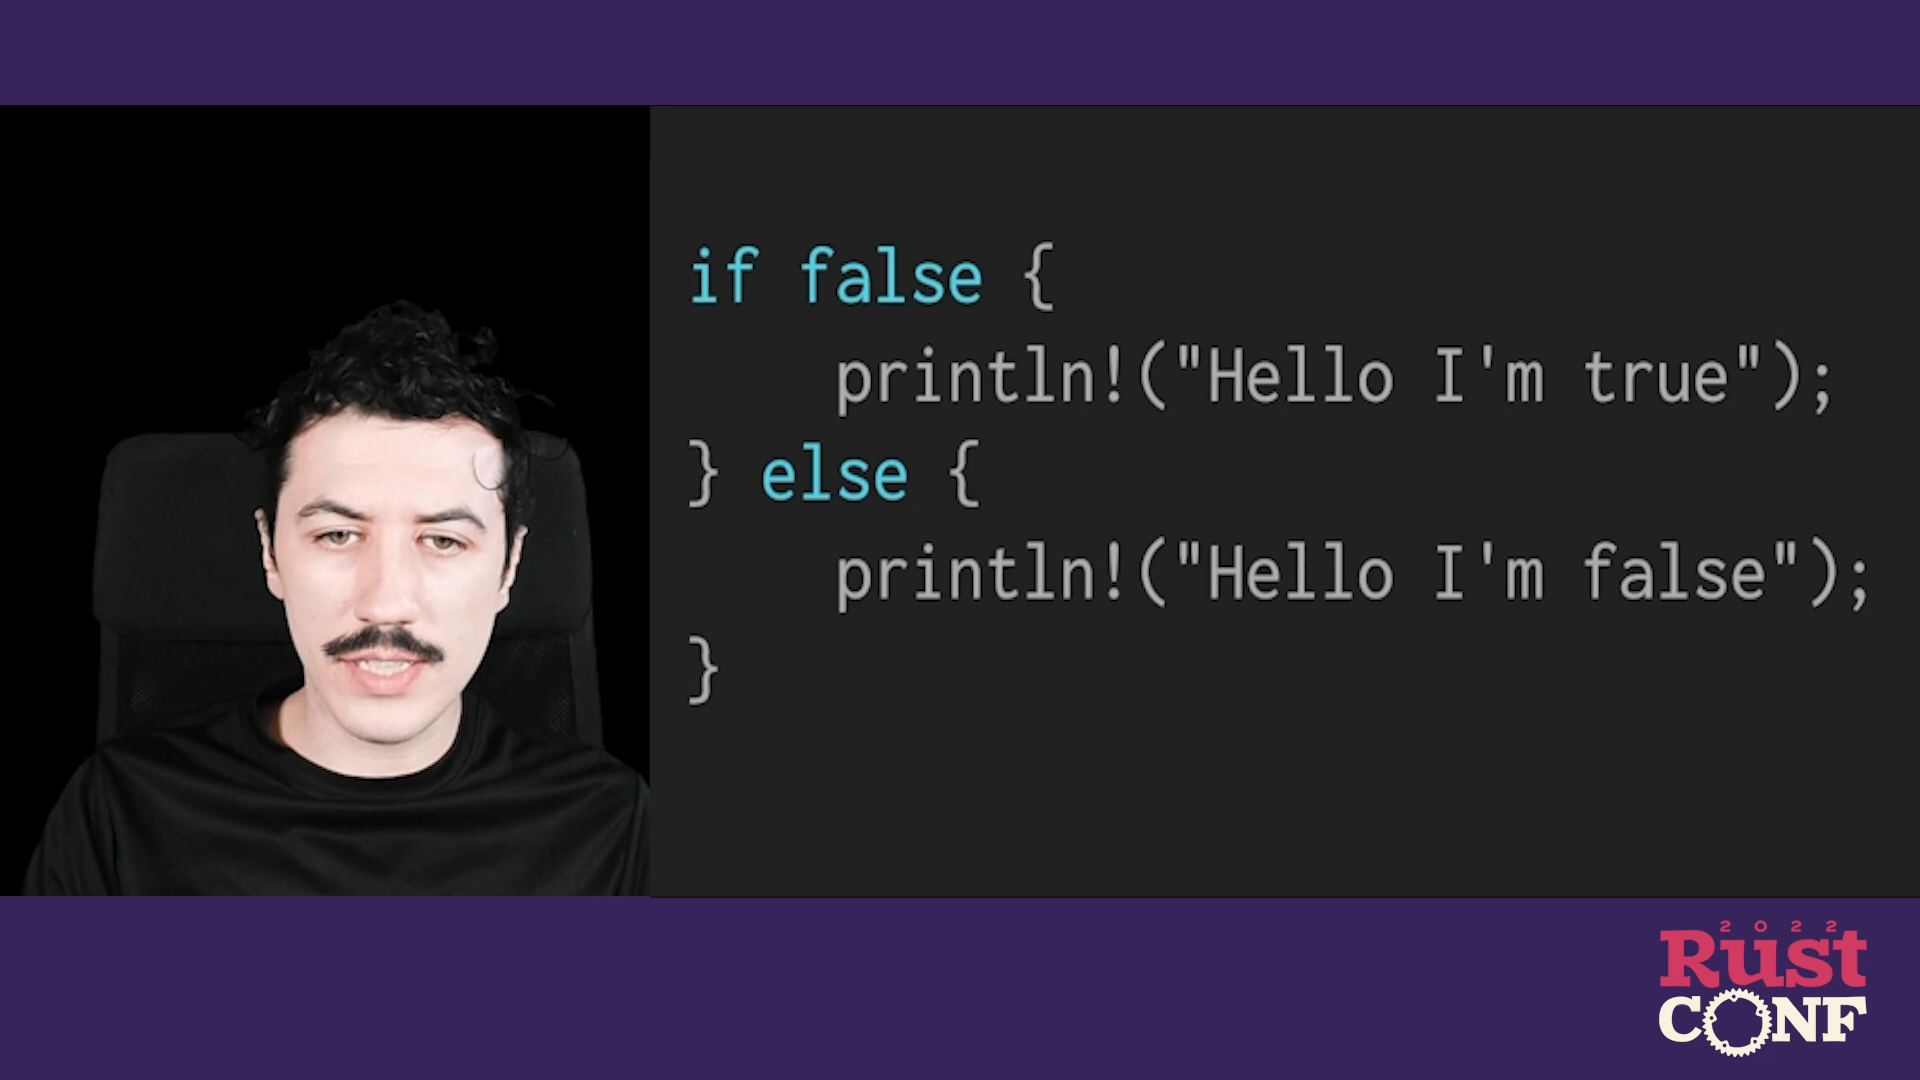 if false {
    println!("Hello I'm true");
} else {
    println!("Hello I'm false");
}
2022
Rust
CONF